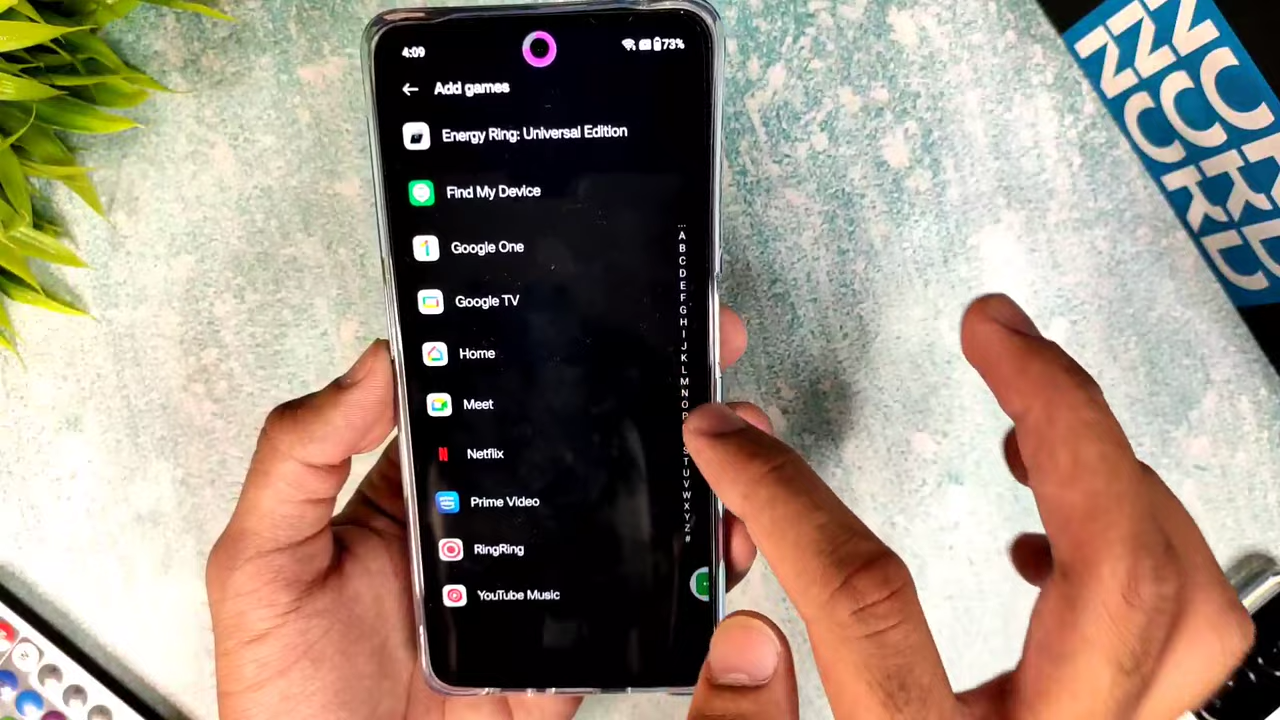 4:09
73%
Add games
Energy Ring: Universal Edition
Find My Device
Google One
Google TV
Home
Meet
Netflix
Prime Video
RingRing
YouTube Music
...
A
B
C
D
E
F
G
H
I
J
K
L
M
N
O
P
S
T
U
V
W
X
Y
Z
#